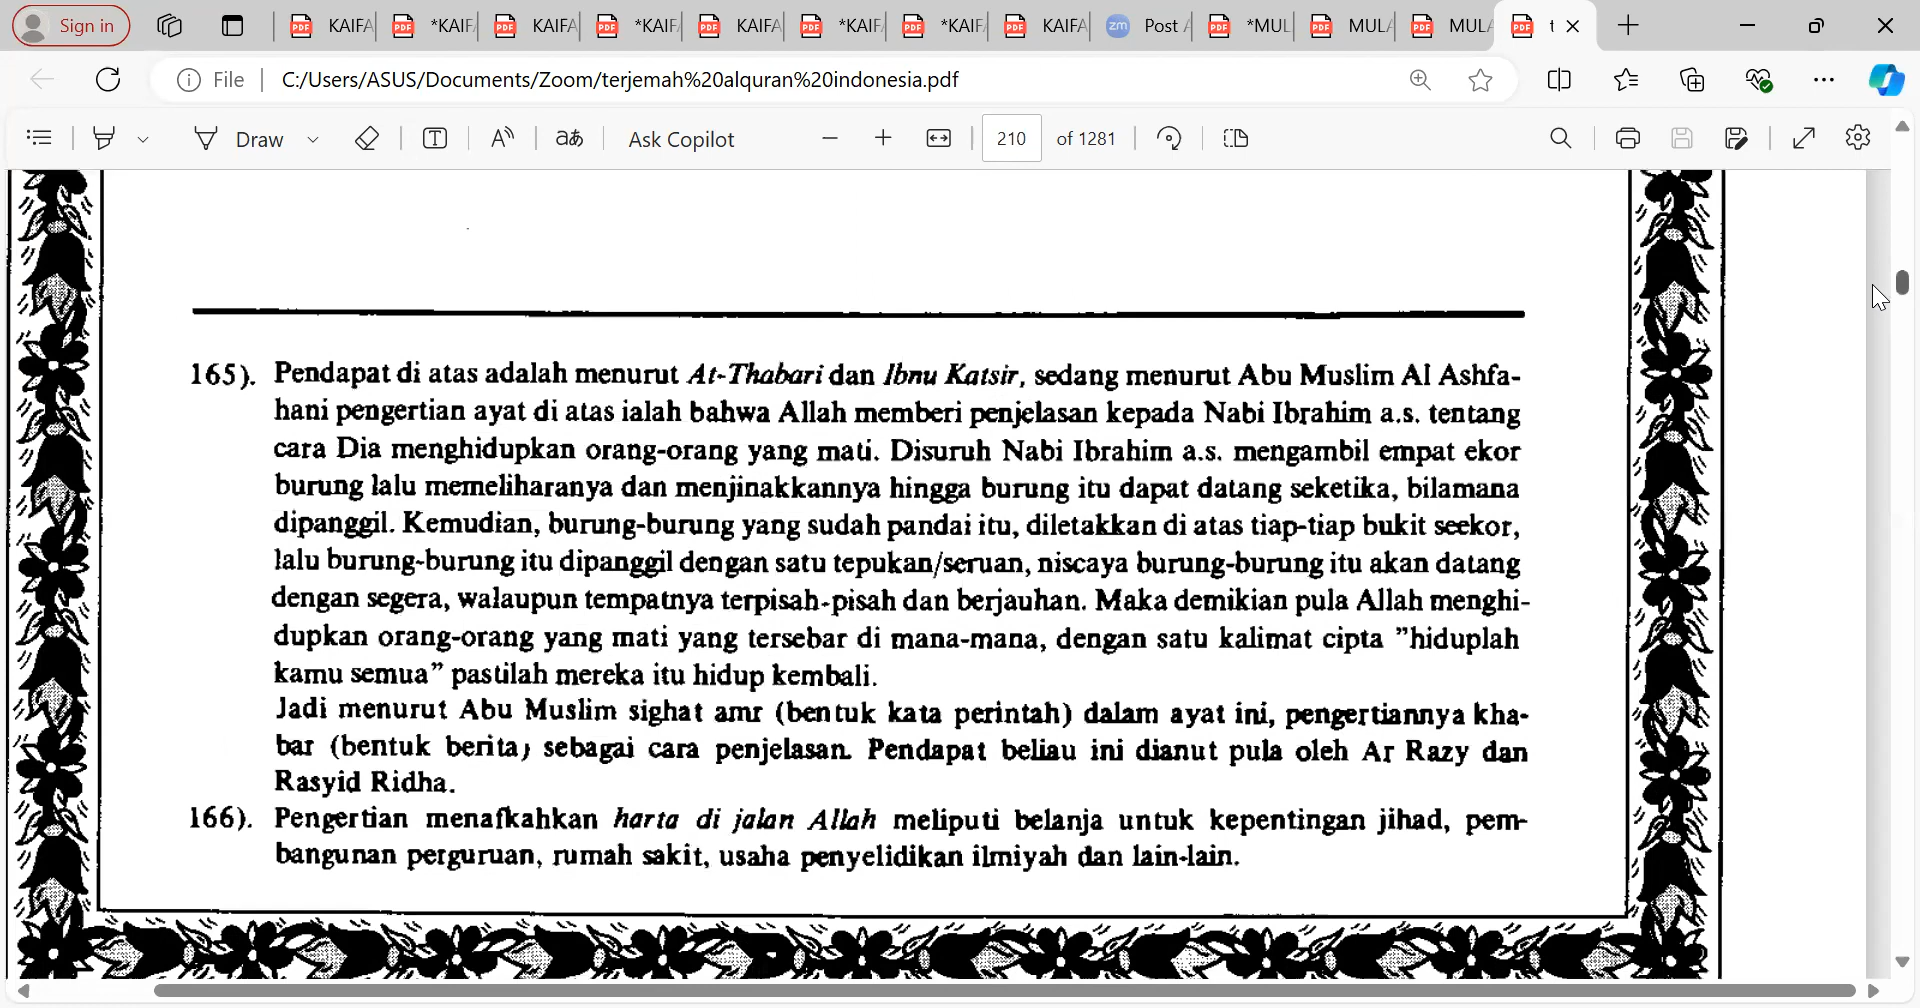 Sign in
KAIFA
*KAIF
KAIFA
*KAIF
KAIFA
*KAIF
*KAIF
KAIFA
zm
Post A
*MUL
MULA
MULA
t
File
C:/Users/ASUS/Documents/Zoom/terjemah%20alquran%20indonesia.pdf
Draw
Ask Copilot
210 of 1281
165). Pendapat di atas adalah menurut At-Thabari dan Ibnu Katsir, sedang menurut Abu Muslim Al Ashfa-
hani pengertian ayat di atas ialah bahwa Allah memberi penjelasan kepada Nabi Ibrahim a.s. tentang
cara Dia menghidupkan orang-orang yang mati. Disuruh Nabi Ibrahim a.s. mengambil empat ekor
burung lalu memeliharanya dan menjinakkannya hingga burung itu dapat datang seketika, bilamana
dipanggil. Kemudian, burung-burung yang sudah pandai itu, diletakkan di atas tiap-tiap bukit seekor,
lalu burung-burung itu dipanggil dengan satu tepukan/seruan, niscaya burung-burung itu akan datang
dengan segera, walaupun tempatnya terpisah-pisah dan berjauhan. Maka demikian pula Allah menghi-
dupkan orang-orang yang mati yang tersebar di mana-mana, dengan satu kalimat cipta ”hiduplah
kamu semua” pastilah mereka itu hidup kembali.
Jadi menurut Abu Muslim sighat amr (bentuk kata perintah) dalam ayat ini, pengertiannya kha-
bar (bentuk berita) sebagai cara penjelasan. Pendapat beliau ini dianut pula oleh Ar Razy dan
Rasyid Ridha.
166). Pengertian menafkahkan harta di jalan Allah meliputi belanja untuk kepentingan jihad, pem-
bangunan perguruan, rumah sakit, usaha penyelidikan ilmiyah dan lain-lain.